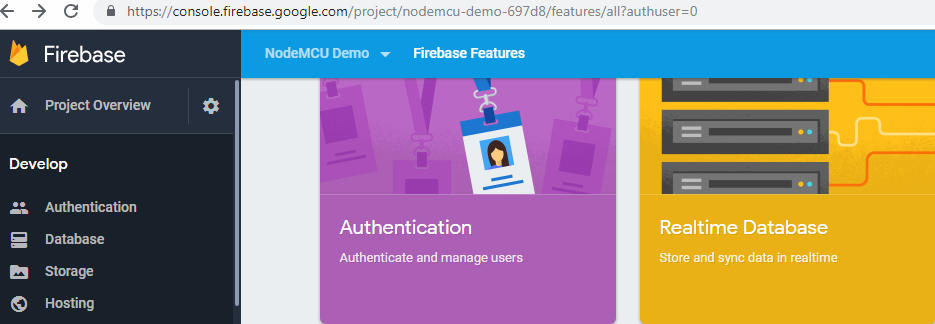 https://console.firebase.google.com/project/nodemcu-demo-697d8/features/all?authuser=0
Firebase
NodeMCU Demo
Firebase Features
Project Overview
Develop
Authentication
Database
Storage
Hosting
Authentication
Authenticate and manage users
Realtime Database
Store and sync data in realtime